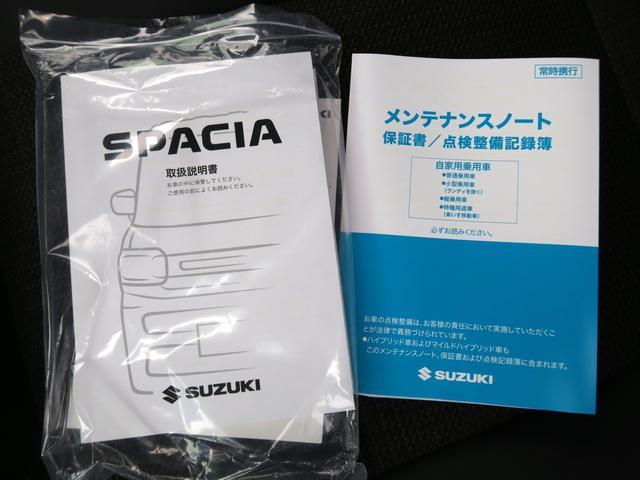 SPACIA
取扱説明書
お車の中に保管してください。
ご使用の前によくお読みください。
SUZUKI
KI
常時携行
メンテナンスノート
保証書/点検整備記録簿
自家用乗用車
●普通乗用車
●小型乗用車
(ランディを除く)
●軽乗用車
●特種用途車
(車いす移動車)
必ずお読みください。
お車の点検整備は、お客様の責任において実施していただくこ
とが法律で義務づけられています。
●ハイブリッド車およびマイルドハイブリッド車も
このメンテナンスノート、保証書および点検記録簿に含まれます。
SUZUKI